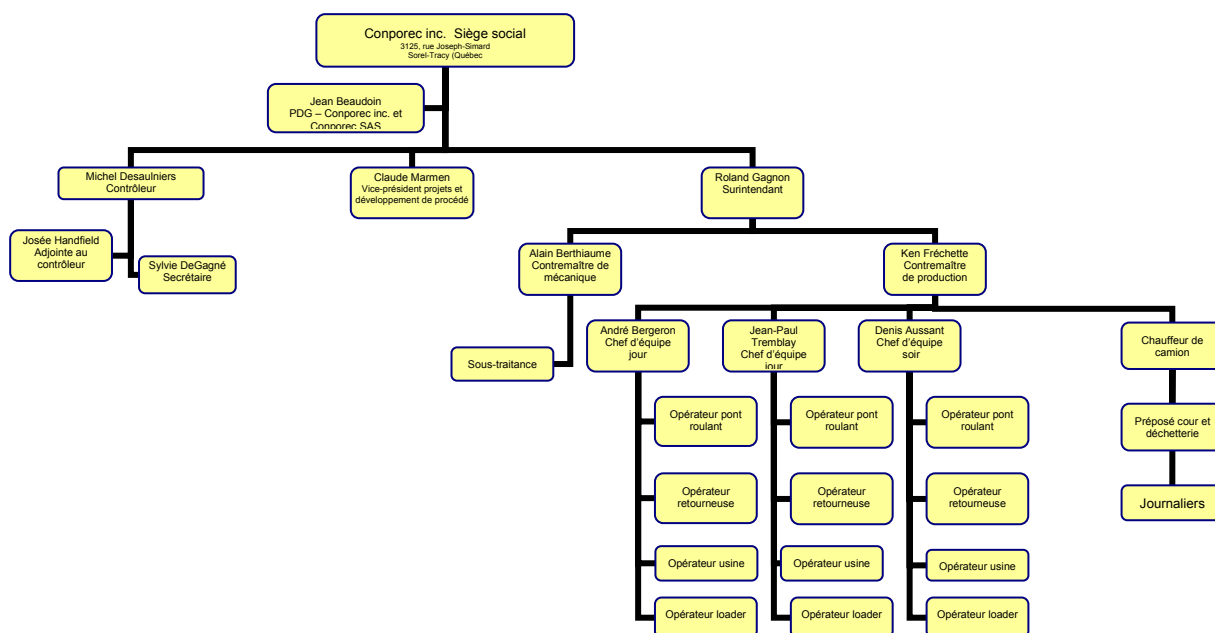 Conporec inc.  Siège social
3125, rue Joseph-Simard
Sorel-Tracy (Québec
Jean Beaudoin
PDG – Conporec inc. et
Conporec SAS
Michel Desaulniers
Contrôleur
Claude Marmen
Vice-président projets et
développement de procédé
Roland Gagnon
Surintendant
Josée Handfield
Adjointe au
contrôleur
Sylvie DeGagné
Secrétaire
Alain Berthiaume
Contremaître de
mécanique
Ken Fréchette
Contremaître
de production
Sous-traitance
André Bergeron
Chef d'équipe
jour
Jean-Paul
Tremblay
Chef d'équipe
jour
Denis Aussant
Chef d'équipe
soir
Chauffeur de
camion
Opérateur pont
roulant
Opérateur pont
roulant
Opérateur pont
roulant
Préposé cour et
déchetterie
Opérateur
retourneuse
Opérateur
retourneuse
Opérateur
retourneuse
Journaliers
Opérateur usine
Opérateur usine
Opérateur usine
Opérateur loader
Opérateur loader
Opérateur loader